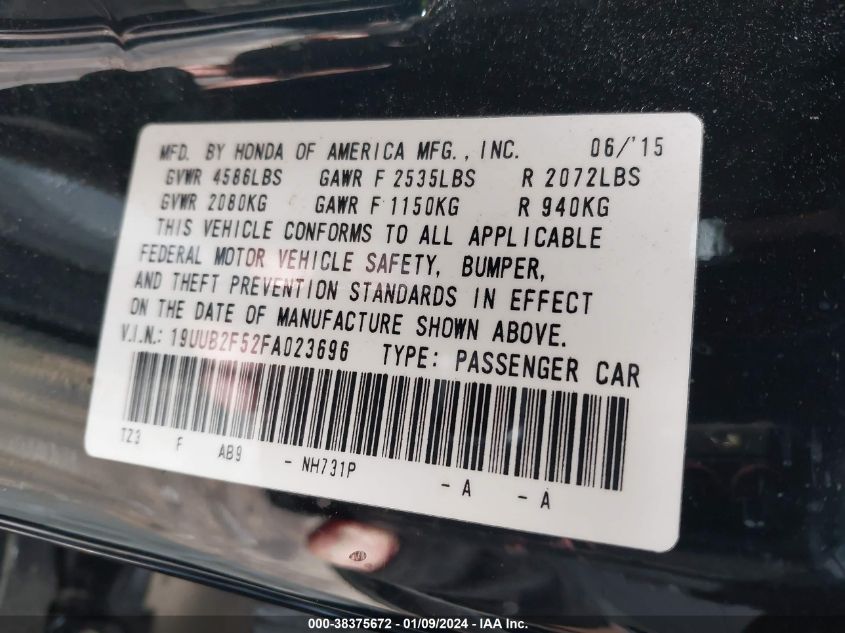 MFD. BY HONDA OF AMERICA MFG., INC. 06/'15
GVWR 4586LBS GAWR F 2535LBS R 2072LBS
GVWR 2080KG GAWR F 1150KG R 940KG
THIS VEHICLE CONFORMS TO ALL APPLICABLE
FEDERAL MOTOR VEHICLE SAFETY, BUMPER,
AND THEFT PREVENTION STANDARDS IN EFFECT
ON THE DATE OF MANUFACTURE SHOWN ABOVE.
V.I.N.: 19UUB2F52FA023696 TYPE: PASSENGER CAR
TZ3 F AB9 - NH731P - A - A
000-38375672 - 01/09/2024 - IAA Inc.